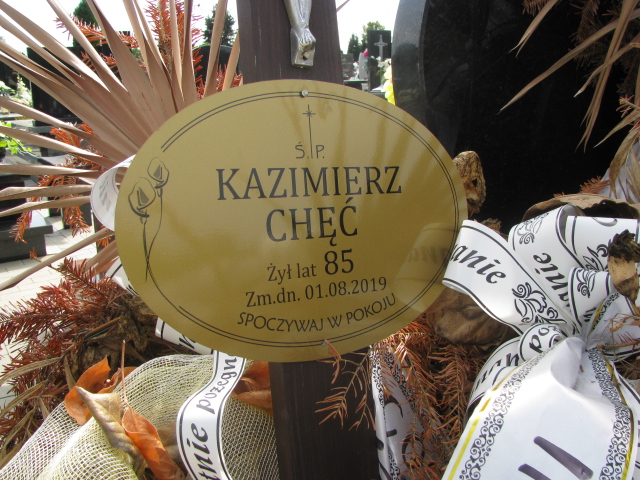 Ś. P.
KAZIMIERZ
CHĘĆ
Żył lat 85
Zm.dn. 01.08.2019
SPOCZYWAJ W POKOJU